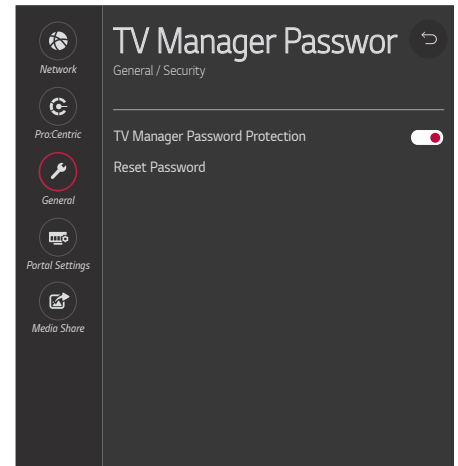 TV Manager Passwor
General / Security
TV Manager Password Protection
Reset Password
Network
Pro:Centric
General
Portal Settings
Media Share